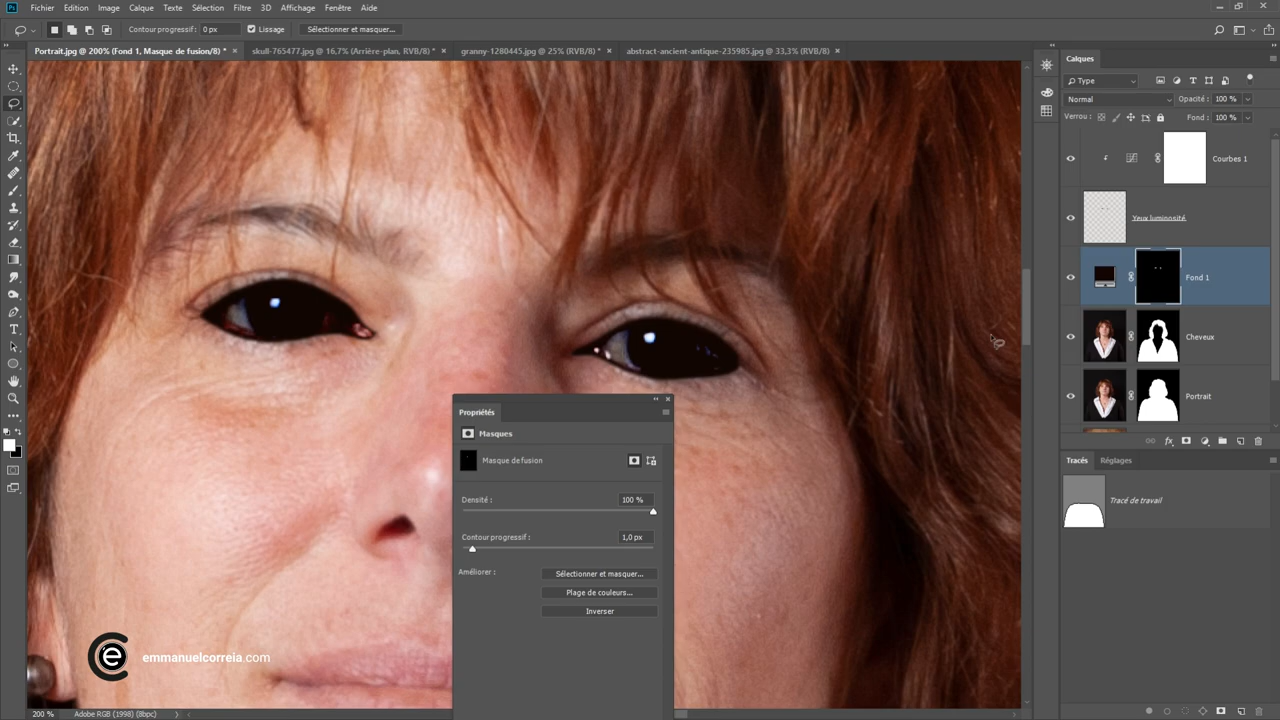 Ps Fichier Edition Image Calque Texte Sélection Filtre 3D Affichage Fenêtre Aide
Contour progressif : 0 px Lissage Sélectionner et masquer...
Portrait.jpg @ 200% (Fond 1, Masque de fusion/8) * × skull-765477.jpg @ 16,7% (Arrière-plan, RVB/8) * × granny-1280445.jpg @ 25% (RVB/8) * × abstract-ancient-antique-235985.jpg @ 33,3% (RVB/8) ×
Calques
Type
Normal Opacité : 100 %
Verrou : Fond : 100 %
Courbes 1
Yeux luminosité
Fond 1
Cheveux
Portrait
fx
Tracés Réglages
Tracé de travail
Propriétés
Masques
Masque de fusion
Densité : 100 %
Contour progressif : 1,0 px
Améliorer : Sélectionner et masquer...
Plage de couleurs...
Inverser
e emmanuelcorreia.com
200 % Adobe RGB (1998) (8bpc)